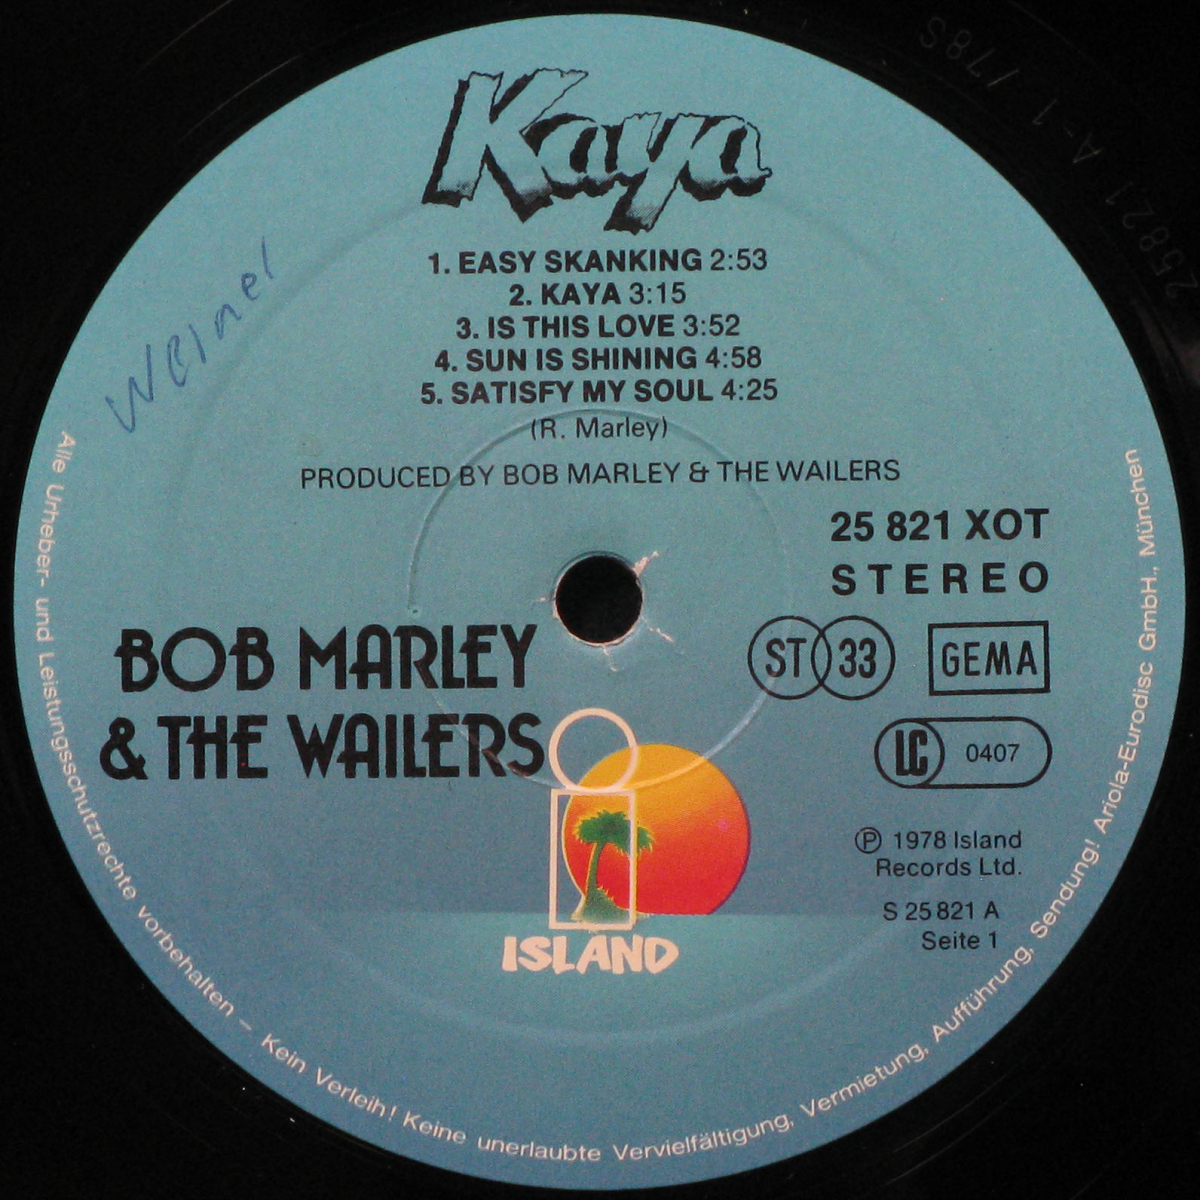 Kaya
1. EASY SKANKING 2:53
2. KAYA 3:15
3. IS THIS LOVE 3:52
4. SUN IS SHINING 4:58
5. SATISFY MY SOUL 4:25
(R. Marley)
PRODUCED BY BOB MARLEY & THE WAILERS
25 821 XOT
STEREO
ST 33
GEMA
LC 0407
BOB MARLEY
& THE WAILERS
ISLAND
℗ 1978 Island
Records Ltd.
S 25 821 A
Seite 1
Alle Urheber- und Leistungsschutzrechte vorbehalten – Kein Verleih! Keine unerlaubte Vervielfältigung, Vermietung, Aufführung, Sendung! Ariola-Eurodisc GmbH., München
25821 A-1 /78S